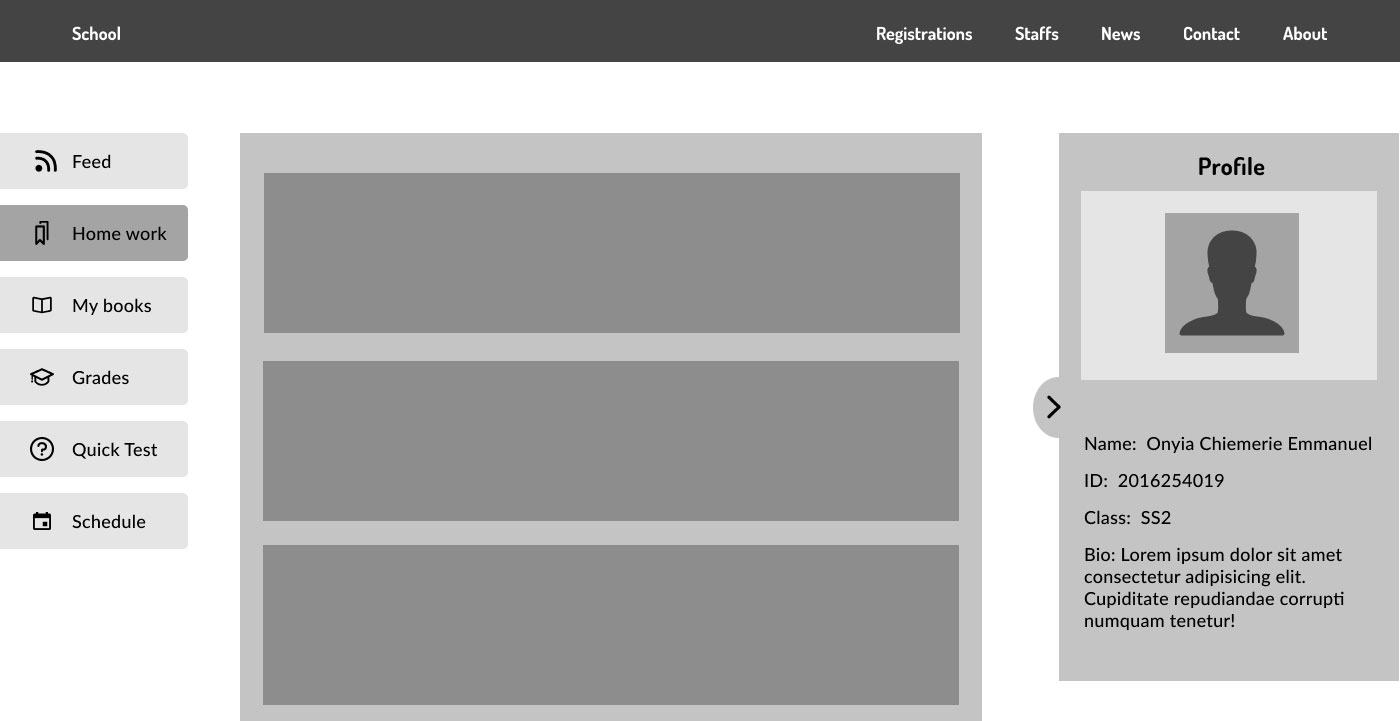 School
Registrations
Staffs
News
Contact
About
Feed
Home work
My books
Grades
Quick Test
Schedule
Profile
Name: Onyia Chiemerie Emmanuel
ID: 2016254019
Class: SS2
Bio: Lorem ipsum dolor sit amet
consectetur adipisicing elit.
Cupiditate repudiandae corrupti
numquam tenetur!